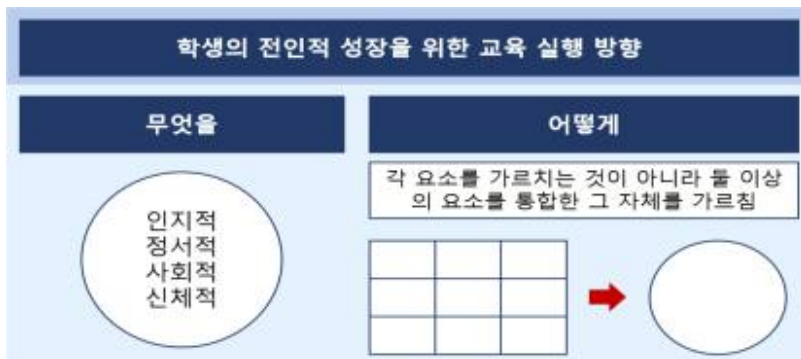 학생의 전인적 성장을 위한 교육 실행 방향
무엇을
어떻게
인지적
정서적
사회적
신체적
각 요소를 가르치는 것이 아니라 둘 이상
의 요소를 통합한 그 자체를 가르침